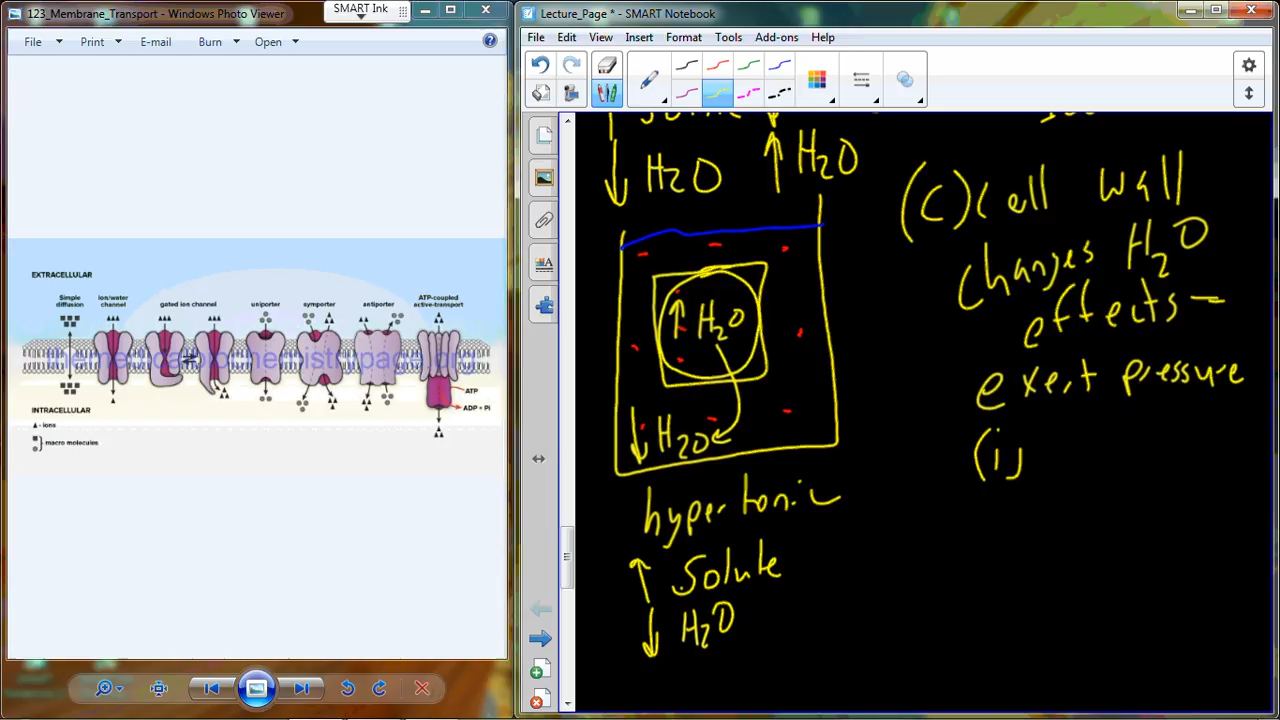 123_Membrane_Transport - Windows Photo Viewer
SMART Ink
File Print E-mail Burn Open
EXTRACELLULAR
Simple diffusion
ion/water channel
gated ion channel
uniporter
symporter
antiporter
ATP-coupled active-transport
themedicalbiochemistrypage.org
ATP
ADP + Pi
INTRACELLULAR
- ions
macro molecules
Lecture_Page * - SMART Notebook
File Edit View Insert Format Tools Add-ons Help
↓ H2O ↑ H2O
↑ H2O
↓ H2O
hypertonic
↑ Solute
↓ H2O
(C) Cell wall
changes H2O
effects -
exert pressure
(i)